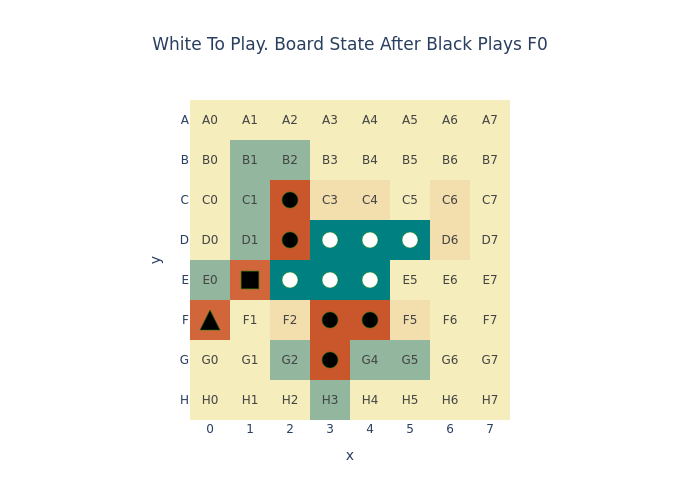 White To Play. Board State After Black Plays F0
A A0 A1 A2 A3 A4 A5 A6 A7
B B0 B1 B2 B3 B4 B5 B6 B7
C C0 C1 C3 C4 C5 C6 C7
D D0 D1 D6 D7
E E0 E5 E6 E7
F F1 F2 F5 F6 F7
G G0 G1 G2 G4 G5 G6 G7
H H0 H1 H2 H3 H4 H5 H6 H7
0 1 2 3 4 5 6 7
x
y